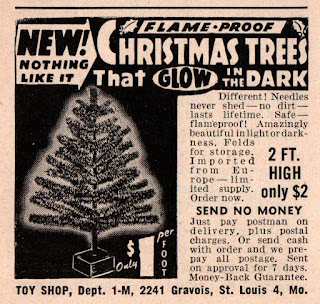 NEW!
NOTHING
LIKE IT
FLAME-PROOF
CHRISTMAS TREES
That GLOW IN THE DARK
Different! Needles
never shed—no dirt—
lasts lifetime. Safe—
flameproof! Amazingly
beautiful in light or dark-
ness. Folds
for storage.
Imported
from Eu-
rope—lim-
ited supply.
Order now.
2 FT.
HIGH
only $2
SEND NO MONEY
Just pay postman on
delivery, plus postal
charges. Or send cash
with order and we pre-
pay all postage. Sent
on approval for 7 days.
Money-Back Guarantee.
Only $1 per FOOT
TOY SHOP, Dept. 1-M, 2241 Gravois, St. Louis 4, Mo.